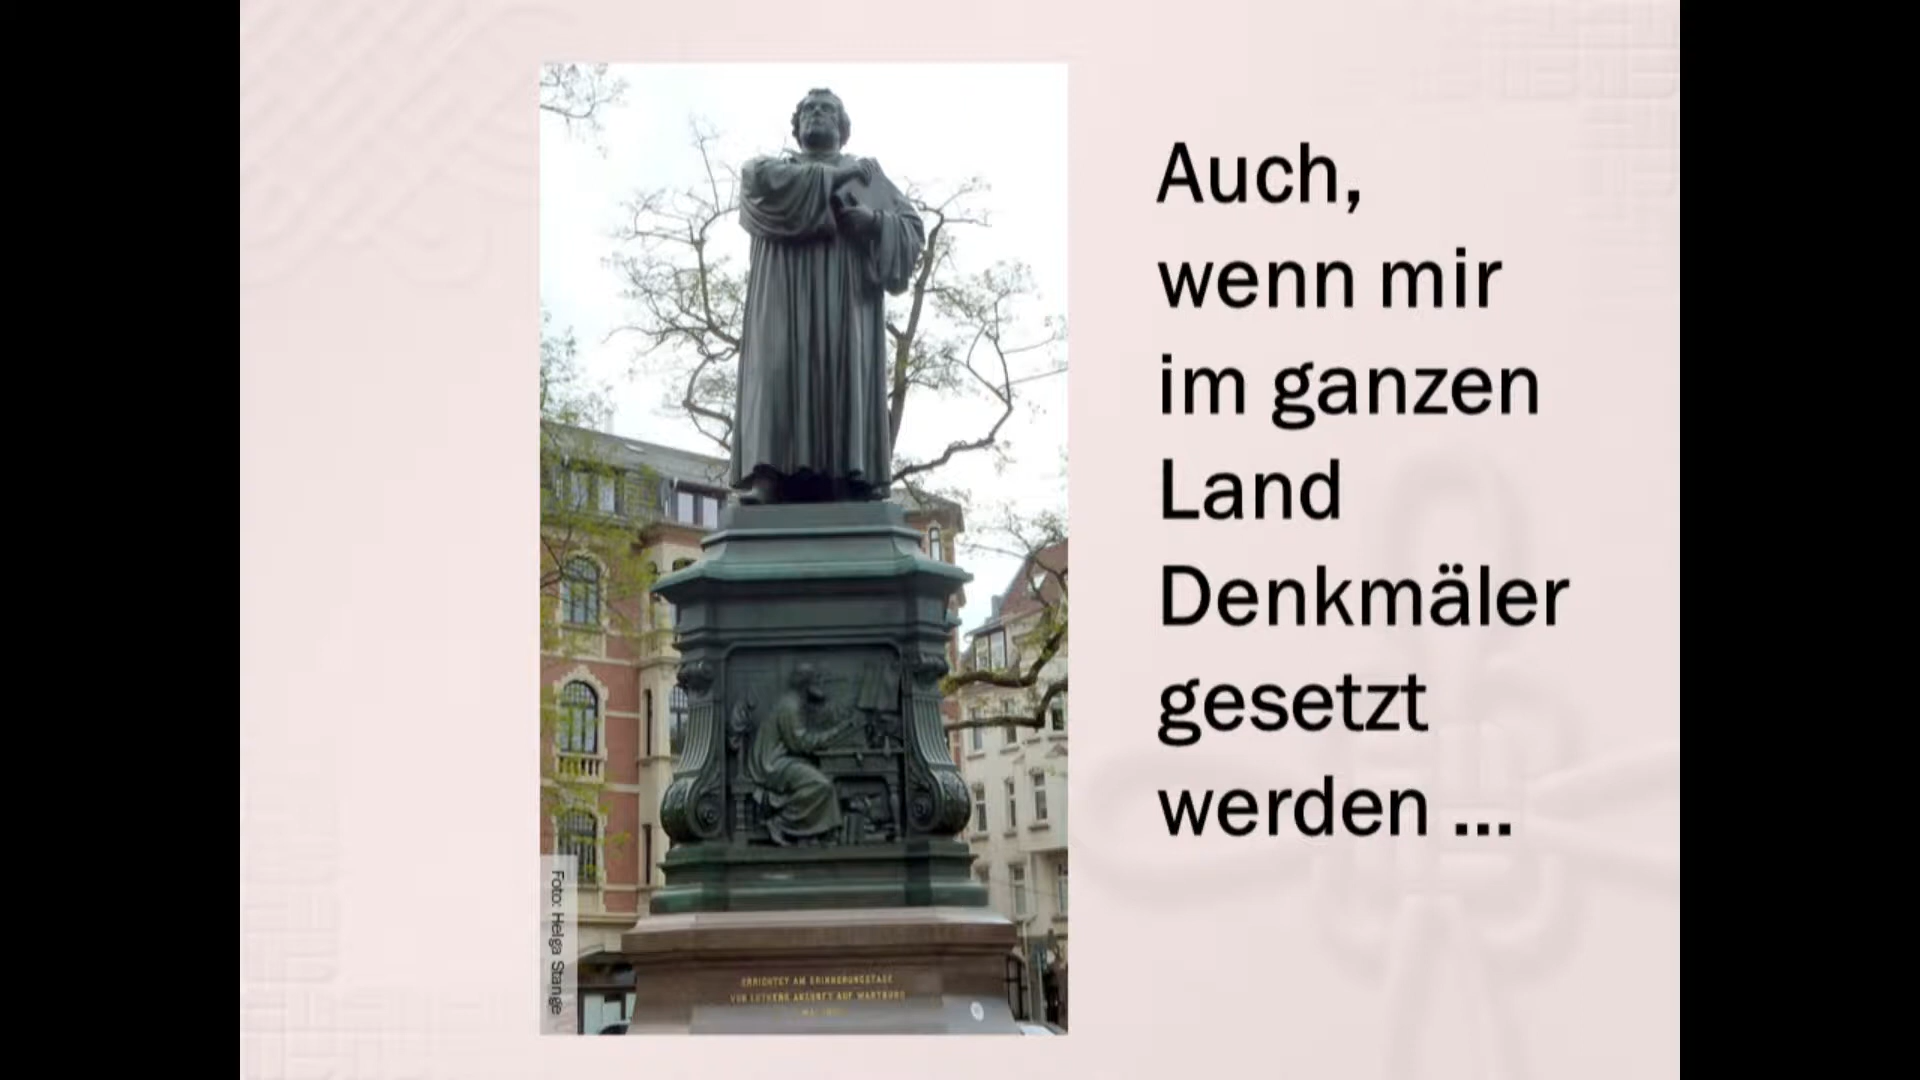 Auch,
wenn mir
im ganzen
Land
Denkmäler
gesetzt
werden ...
Foto: Helga Stange
ERRICHTET AM ERINNERUNGSTAGE
VON LUTHERS ANKUNFT AUF WARTBURG